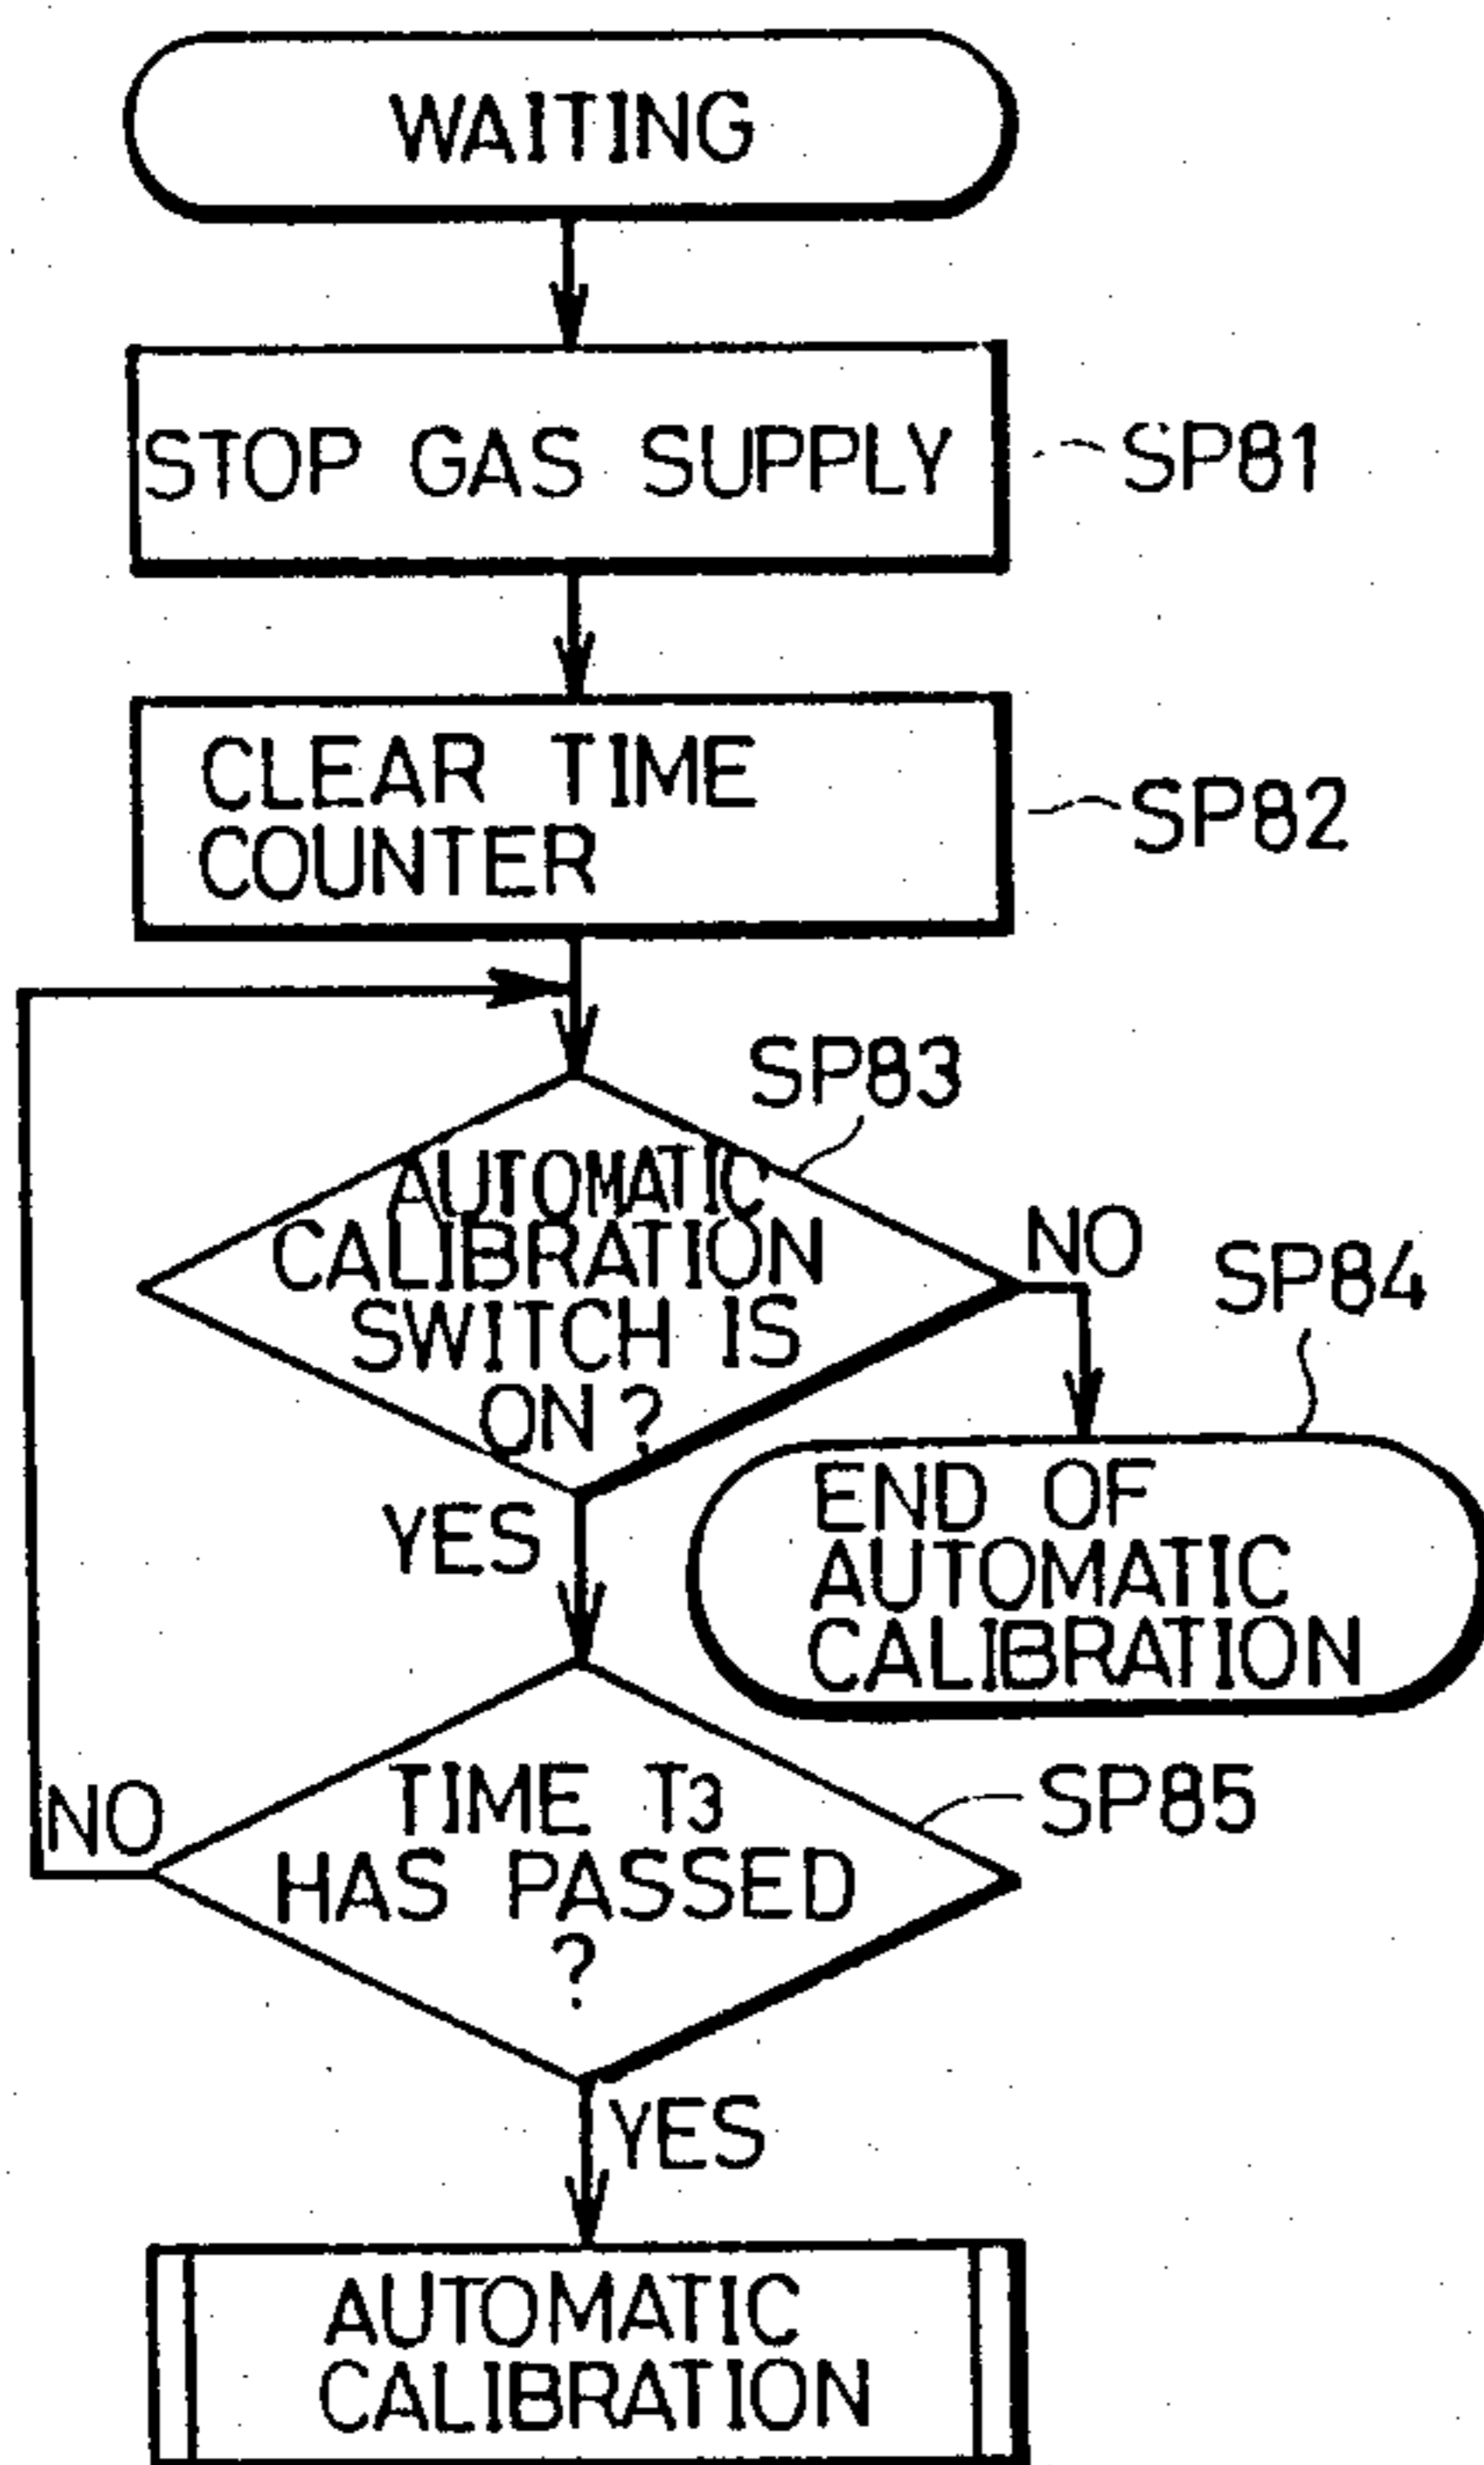 WAITING
STOP GAS SUPPLY
SP81
CLEAR TIME
COUNTER
SP82
SP83
AUTOMATIC
CALIBRATION
SWITCH IS
ON?
NO
SP84
END OF
AUTOMATIC
CALIBRATION
YES
TIME T3
HAS PASSED
?
SP85
NO
YES
AUTOMATIC
CALIBRATION